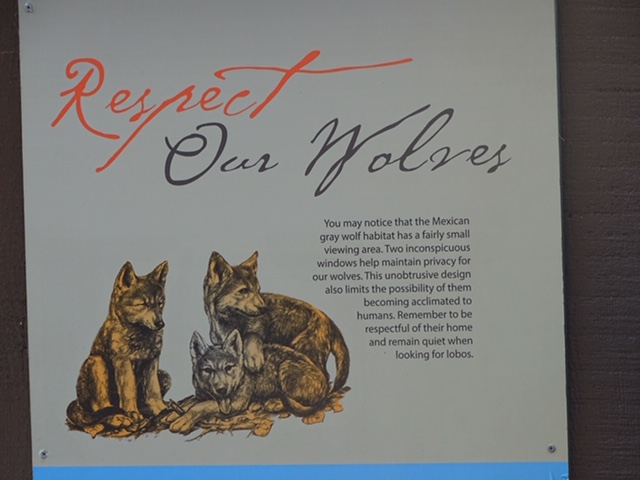 Respect
Our Wolves
You may notice that the Mexican
gray wolf habitat has a fairly small
viewing area. Two inconspicuous
windows help maintain privacy for
our wolves. This unobtrusive design
also limits the possibility of them
becoming acclimated to
humans. Remember to be
respectful of their home
and remain quiet when
looking for lobos.